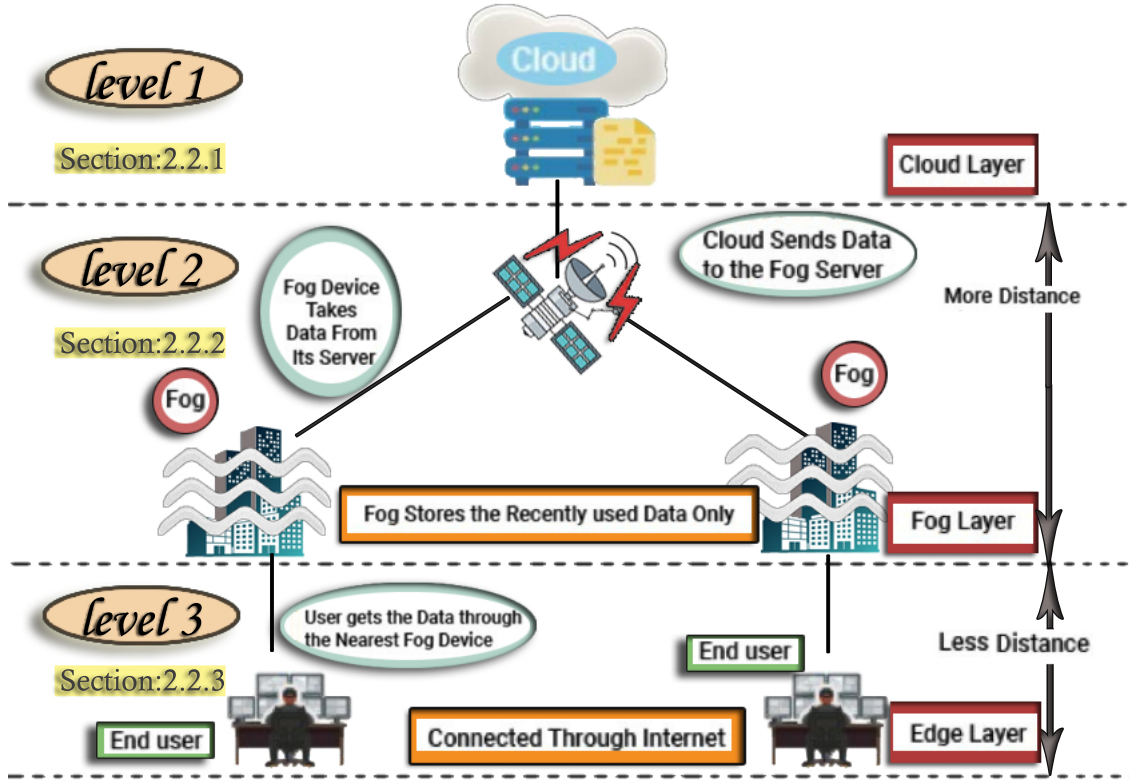 Cloud
level 1
Section:2.2.1
Cloud Layer
level 2
Section:2.2.2
Fog Device
Takes
Data From
Its Server
Cloud Sends Data
to the Fog Server
More Distance
Fog
Fog
Fog Stores the Recently used Data Only
Fog Layer
level 3
Section:2.2.3
User gets the Data through
the Nearest Fog Device
End user
Less Distance
End user
Connected Through Internet
Edge Layer